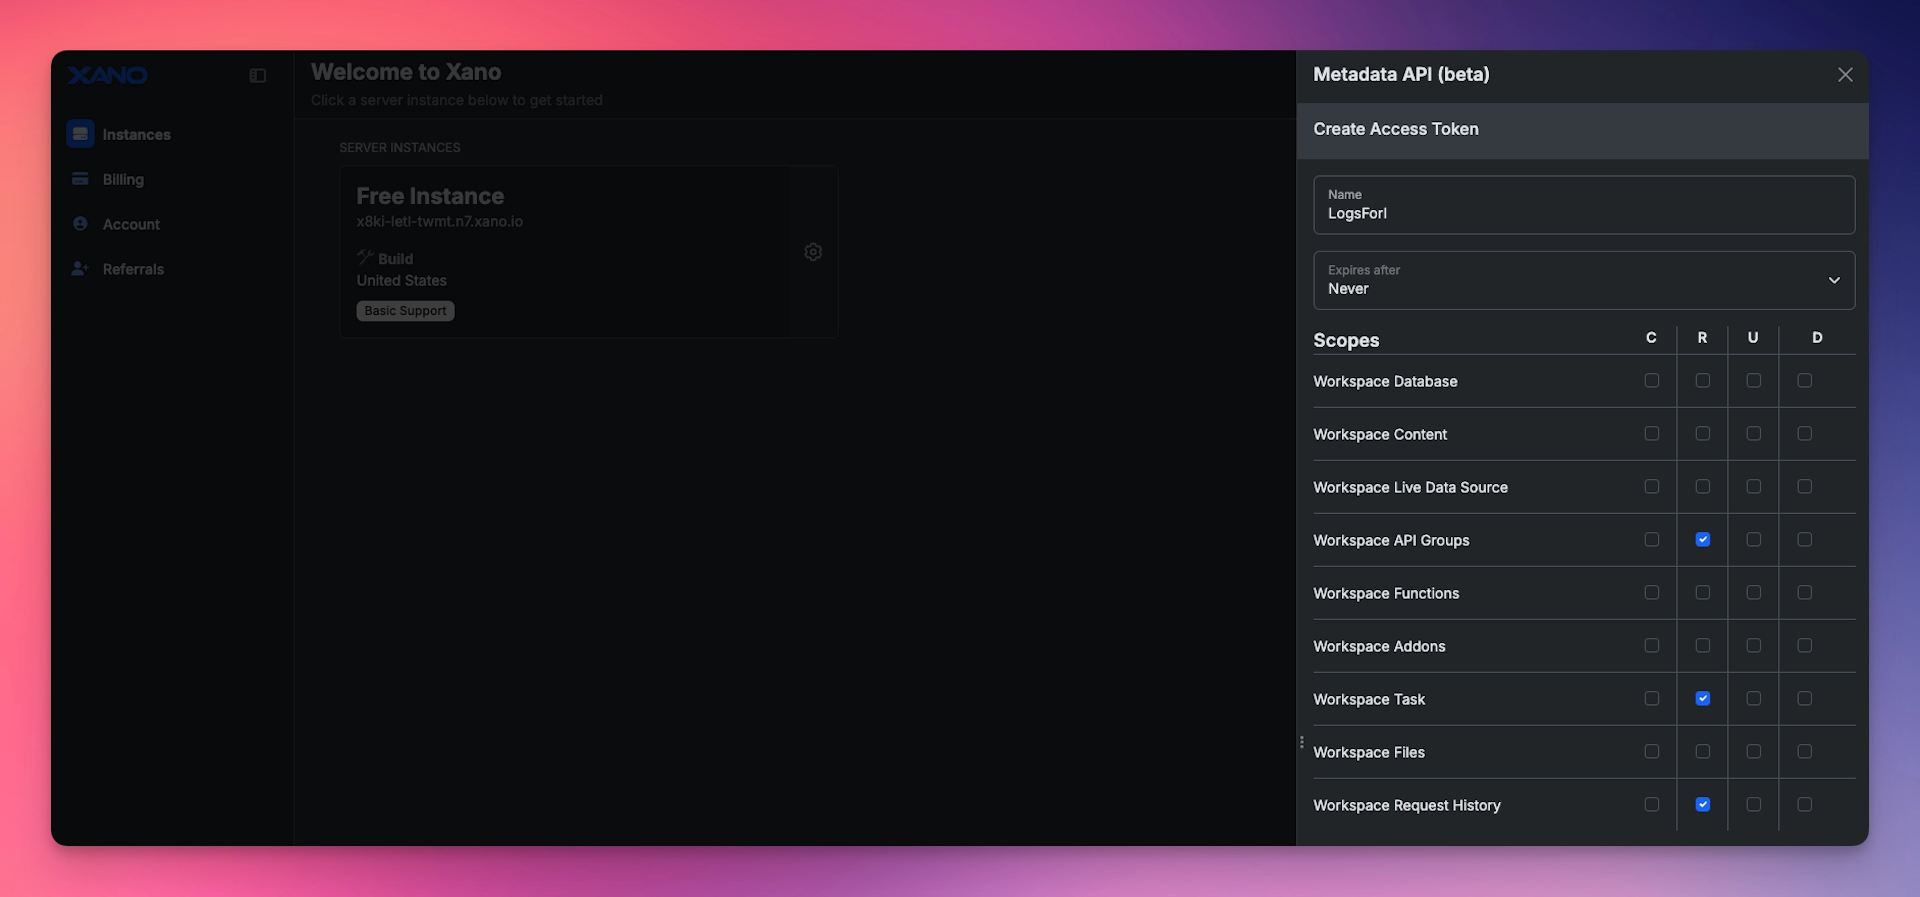 XANO
Instances
Billing
Account
Referrals
Welcome to Xano
Click a server instance below to get started
SERVER INSTANCES
Free Instance
x8ki-letl-twmt.n7.xano.io
Build
United States
Basic Support
Metadata API (beta)
Create Access Token
Name
LogsForl
Expires after
Never
Scopes C R U D
Workspace Database
Workspace Content
Workspace Live Data Source
Workspace API Groups
Workspace Functions
Workspace Addons
Workspace Task
Workspace Files
Workspace Request History